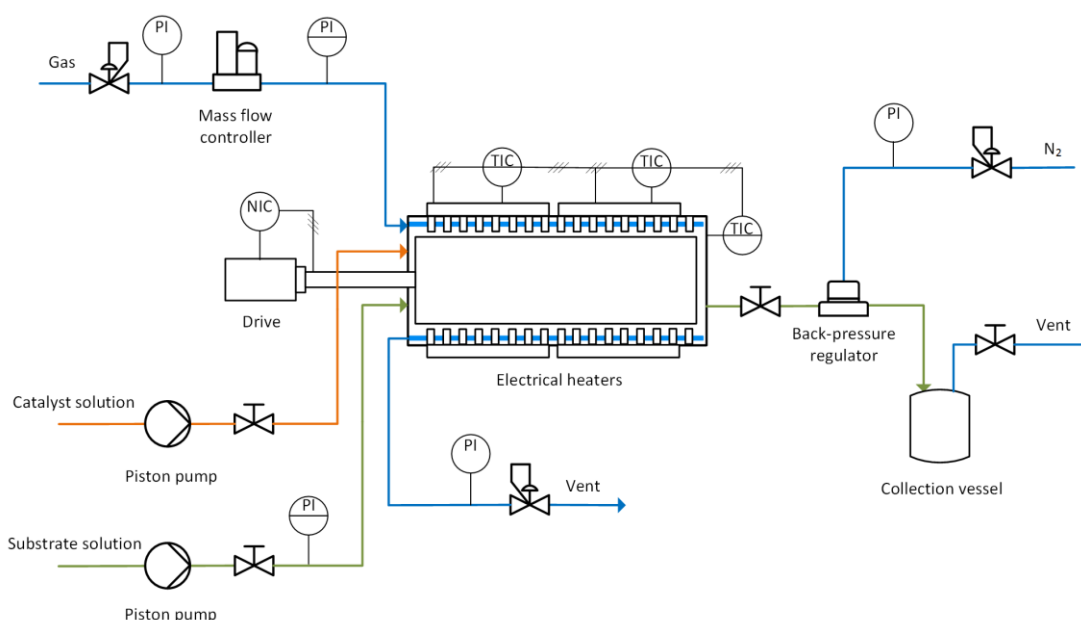 PI
PI
Gas
Mass flow
controller
PI
N₂
TIC
TIC
NIC
TIC
Drive
Back-pressure
regulator
Vent
Electrical heaters
Catalyst solution
Piston pump
PI
Vent
Collection vessel
PI
Substrate solution
Piston pump